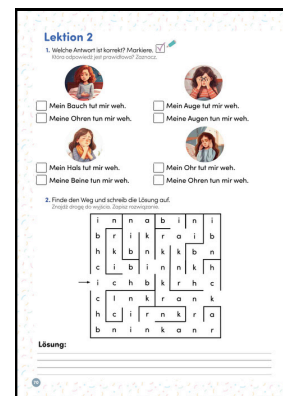 Lektion 2
1. Welche Antwort ist korrekt? Markiere.
Która odpowiedź jest prawidłowa? Zaznacz.
Mein Bauch tut mir weh.
Meine Ohren tun mir weh.
Mein Auge tut mir weh.
Meine Augen tun mir weh.
Mein Hals tut mir weh.
Meine Beine tun mir weh.
Mein Ohr tut mir weh.
Meine Ohren tun mir weh.
2. Finde den Weg und schreib die Lösung auf.
Znajdź drogę do wyjścia. Zapisz rozwiązanie.
i n n a b i n i
b r i k r a i b
h k b n k k b n
c i b i n n k h
i c h b k r h c
c l n k r a n k
h c i r n k r a
b n i n k a n r
Lösung: